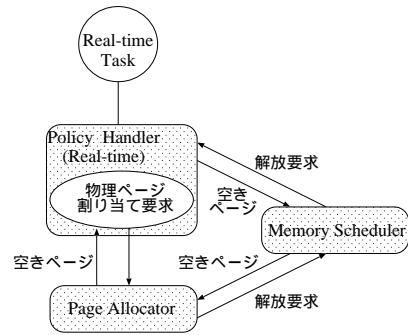 Real-time
Task
Policy Handler
(Real-time)
物理ページ
割り当て要求
解放要求
空き
ページ
Memory Scheduler
空きページ
空きページ
Page Allocator
解放要求